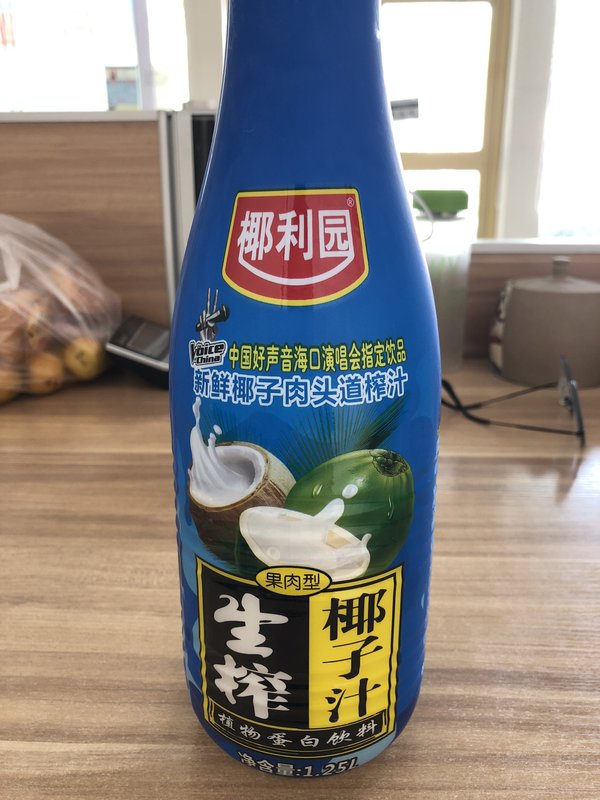 椰利园®
Voice
of China
中国好声音海口演唱会指定饮品
新鲜椰子肉头道榨汁
果肉型
生榨
椰子汁
植物蛋白饮料
净含量:1.25L